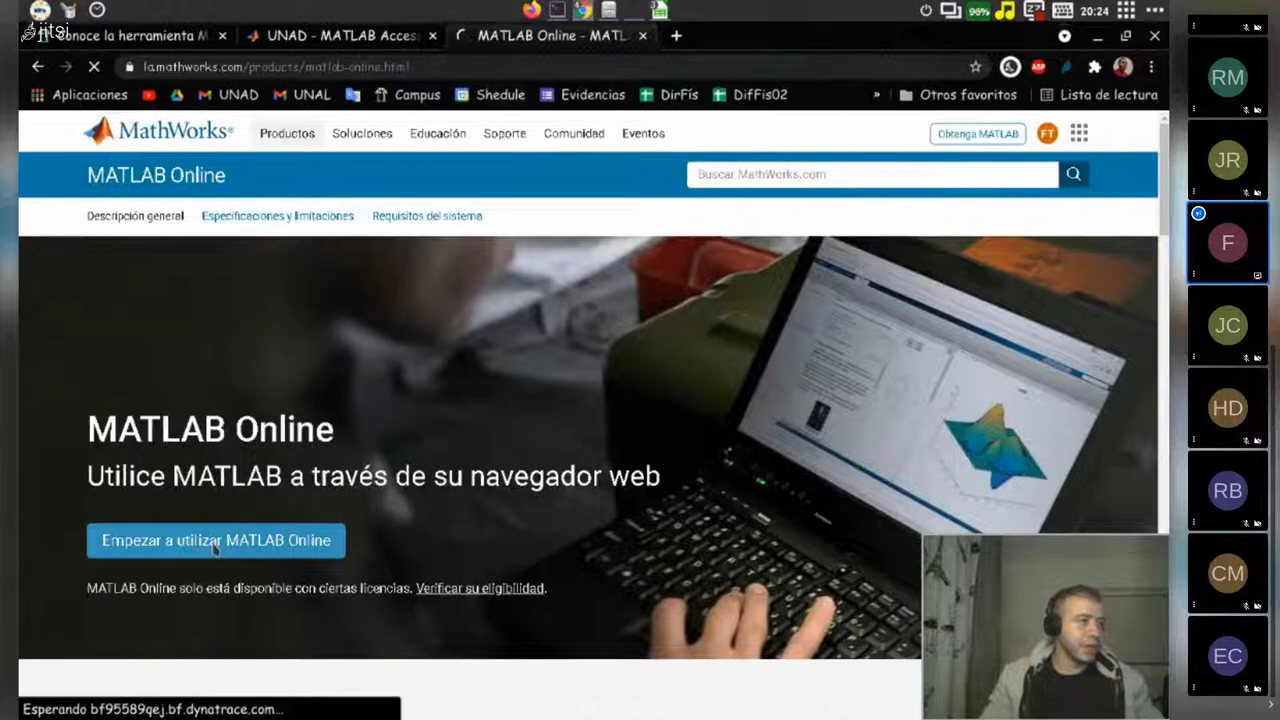 96%
20:24
jitsi
Conoce la herramienta M
UNAD - MATLAB Acces
MATLAB Online - MATL
la.mathworks.com/products/matlab-online.html
ABP
Aplicaciones
UNAD
UNAL
Campus
Shedule
Evidencias
DirFís
DifFis02
»
Otros favoritos
Lista de lectura
MathWorks®
Productos
Soluciones
Educación
Soporte
Comunidad
Eventos
Obtenga MATLAB
FT
MATLAB Online
Buscar MathWorks.com
Descripción general
Especificaciones y limitaciones
Requisitos del sistema
MATLAB Online
Utilice MATLAB a través de su navegador web
Empezar a utilizar MATLAB Online
MATLAB Online solo está disponible con ciertas licencias. Verificar su eligibilidad.
Esperando bf95589qej.bf.dynatrace.com...
RM
JR
F
JC
HD
RB
CM
EC